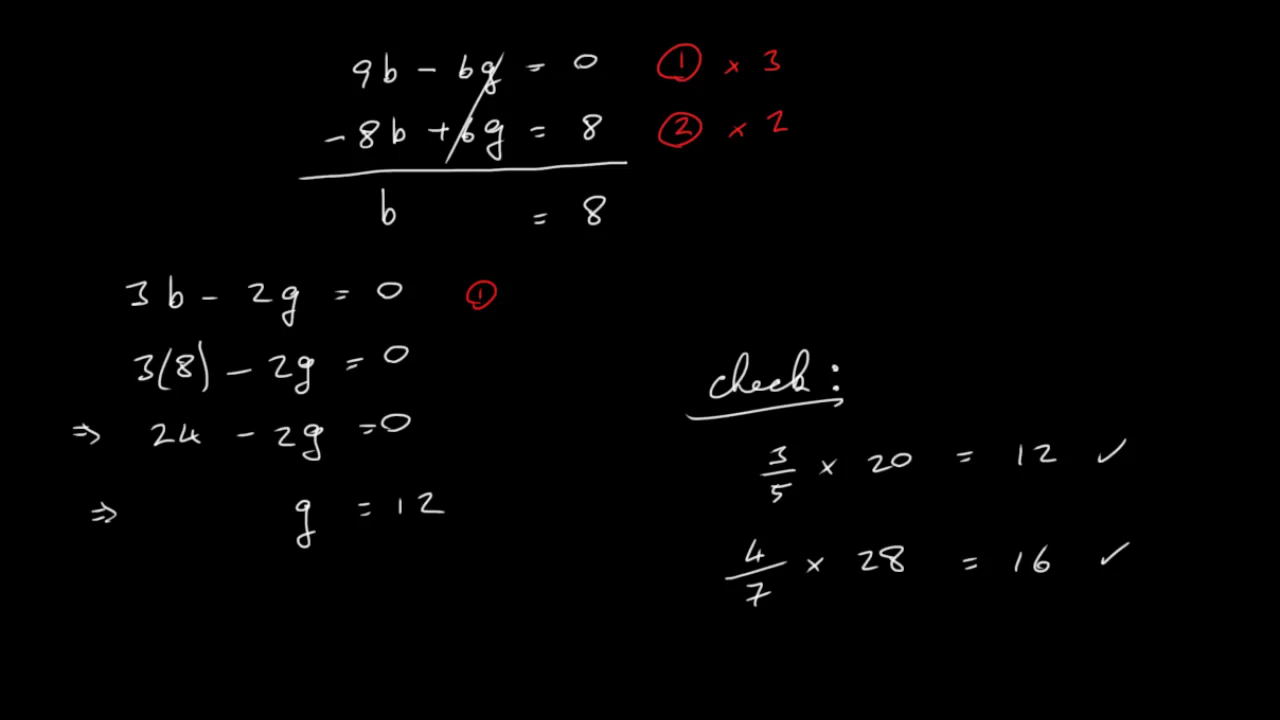 9b - 6g = 0 ① × 3
-8b + 6g = 8 ② × 2
b = 8
3b - 2g = 0 ①
3(8) - 2g = 0
⇒ 24 - 2g = 0
⇒ g = 12
check:
3/5 × 20 = 12 ✓
4/7 × 28 = 16 ✓